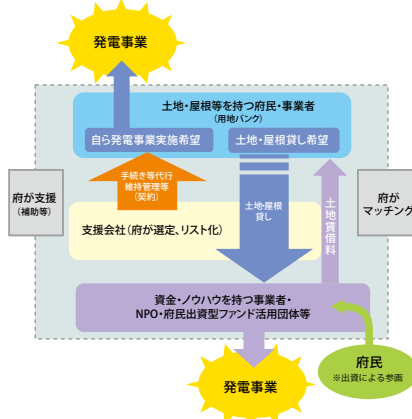 発電事業
土地・屋根等を持つ府民・事業者
(用地バンク)
自ら発電事業実施希望
土地・屋根貸し希望
手続き等代行
維持管理等
(契約)
土地・屋根
貸し
土地賃借料
府が支援
(補助等)
府が
マッチング
支援会社(府が選定、リスト化)
資金・ノウハウを持つ事業者・
NPO・府民出資型ファンド活用団体等
府民
※出資による参画
発電事業